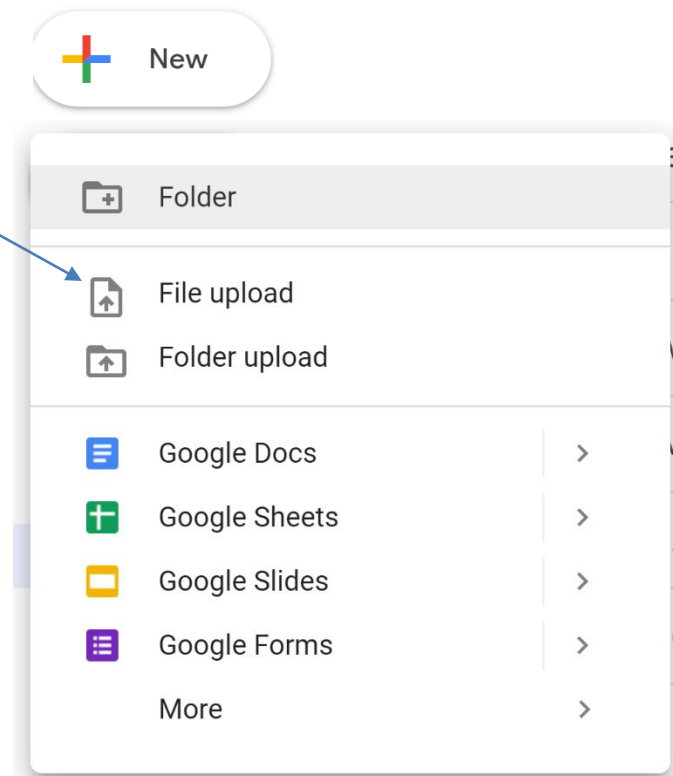 New
Folder
File upload
Folder upload
Google Docs
Google Sheets
Google Slides
Google Forms
More